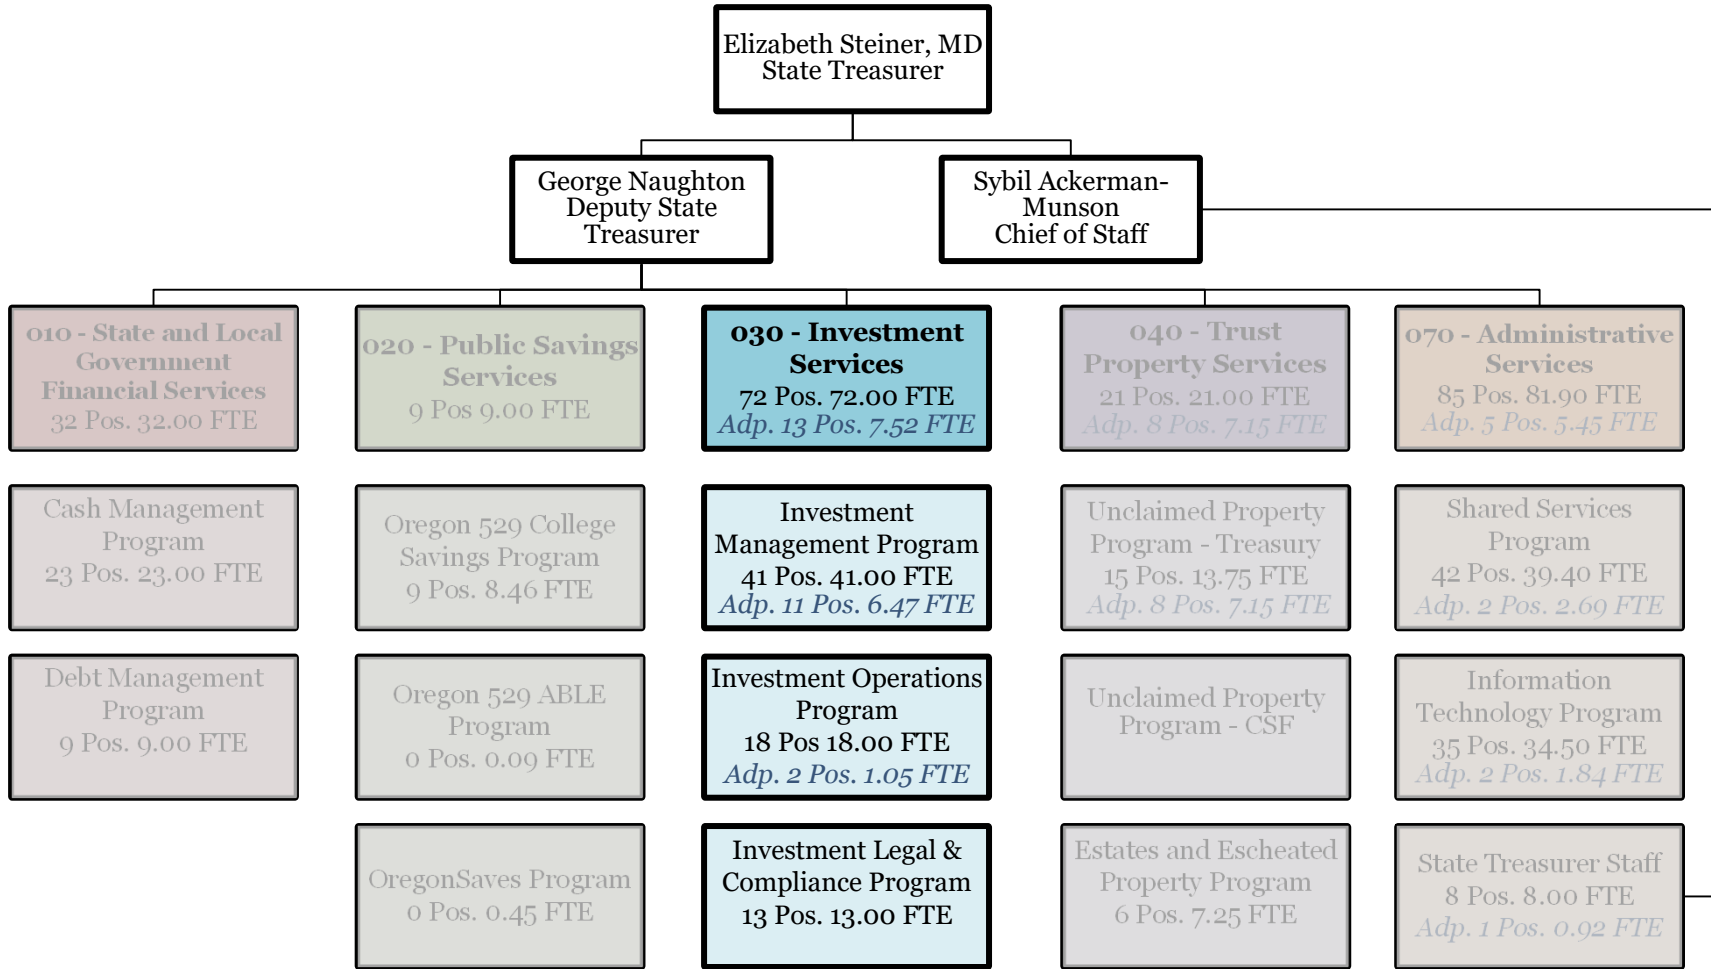 Elizabeth Steiner, MD
State Treasurer
George Naughton
Deputy State
Treasurer
Sybil Ackerman-
Munson
Chief of Staff
010 - State and Local
Government
Financial Services
32 Pos. 32.00 FTE
020 - Public Savings
Services
9 Pos 9.00 FTE
030 - Investment
Services
72 Pos. 72.00 FTE
Adp. 13 Pos. 7.52 FTE
040 - Trust
Property Services
21 Pos. 21.00 FTE
Adp. 8 Pos. 7.15 FTE
070 - Administrative
Services
85 Pos. 81.90 FTE
Adp. 5 Pos. 5.45 FTE
Cash Management
Program
23 Pos. 23.00 FTE
Oregon 529 College
Savings Program
9 Pos. 8.46 FTE
Investment
Management Program
41 Pos. 41.00 FTE
Adp. 11 Pos. 6.47 FTE
Unclaimed Property
Program - Treasury
15 Pos. 13.75 FTE
Adp. 8 Pos. 7.15 FTE
Shared Services
Program
42 Pos. 39.40 FTE
Adp. 2 Pos. 2.69 FTE
Debt Management
Program
9 Pos. 9.00 FTE
Oregon 529 ABLE
Program
0 Pos. 0.09 FTE
Investment Operations
Program
18 Pos 18.00 FTE
Adp. 2 Pos. 1.05 FTE
Unclaimed Property
Program - CSF
Information
Technology Program
35 Pos. 34.50 FTE
Adp. 2 Pos. 1.84 FTE
OregonSaves Program
0 Pos. 0.45 FTE
Investment Legal &
Compliance Program
13 Pos. 13.00 FTE
Estates and Escheated
Property Program
6 Pos. 7.25 FTE
State Treasurer Staff
8 Pos. 8.00 FTE
Adp. 1 Pos. 0.92 FTE